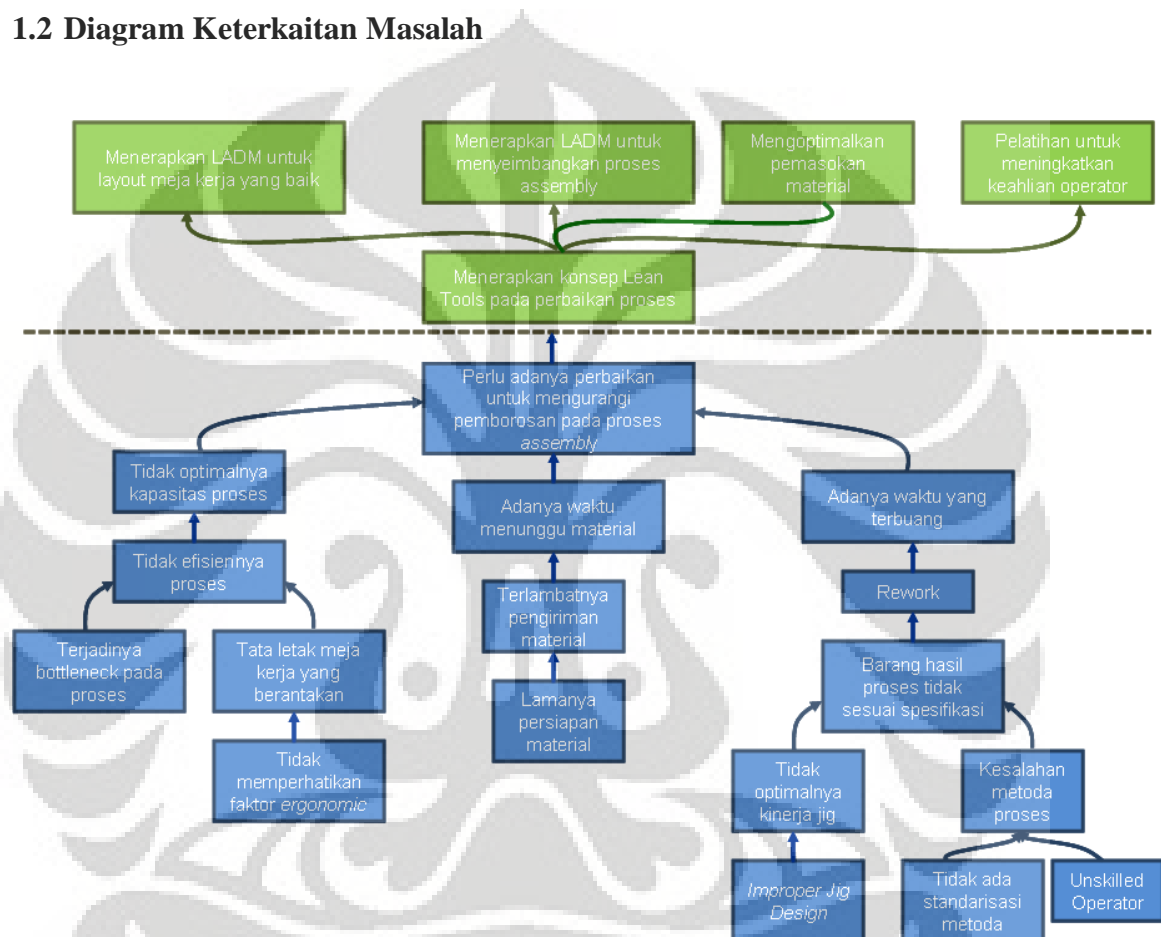 1.2 Diagram Keterkaitan Masalah
Menerapkan LADM untuk
layout meja kerja yang baik
Menerapkan LADM untuk
menyeimbangkan proses
assembly
Mengoptimalkan
pemasokan
material
Pelatihan untuk
meningkatkan
keahlian operator
Menerapkan konsep Lean
Tools pada perbaikan proses
Perlu adanya perbaikan
untuk mengurangi
pemborosan pada proses
assembly
Tidak optimalnya
kapasitas proses
Adanya waktu
menunggu material
Adanya waktu yang
terbuang
Tidak efisiennya
proses
Terlambatnya
pengiriman
material
Rework
Terjadinya
bottleneck pada
proses
Tata letak meja
kerja yang
berantakan
Barang hasil
proses tidak
sesuai spesifikasi
Lamanya
persiapan
material
Tidak
memperhatikan
faktor ergonomic
Tidak
optimalnya
kinerja jig
Kesalahan
metoda
proses
Improper Jig
Design
Tidak ada
standarisasi
metoda
Unskilled
Operator